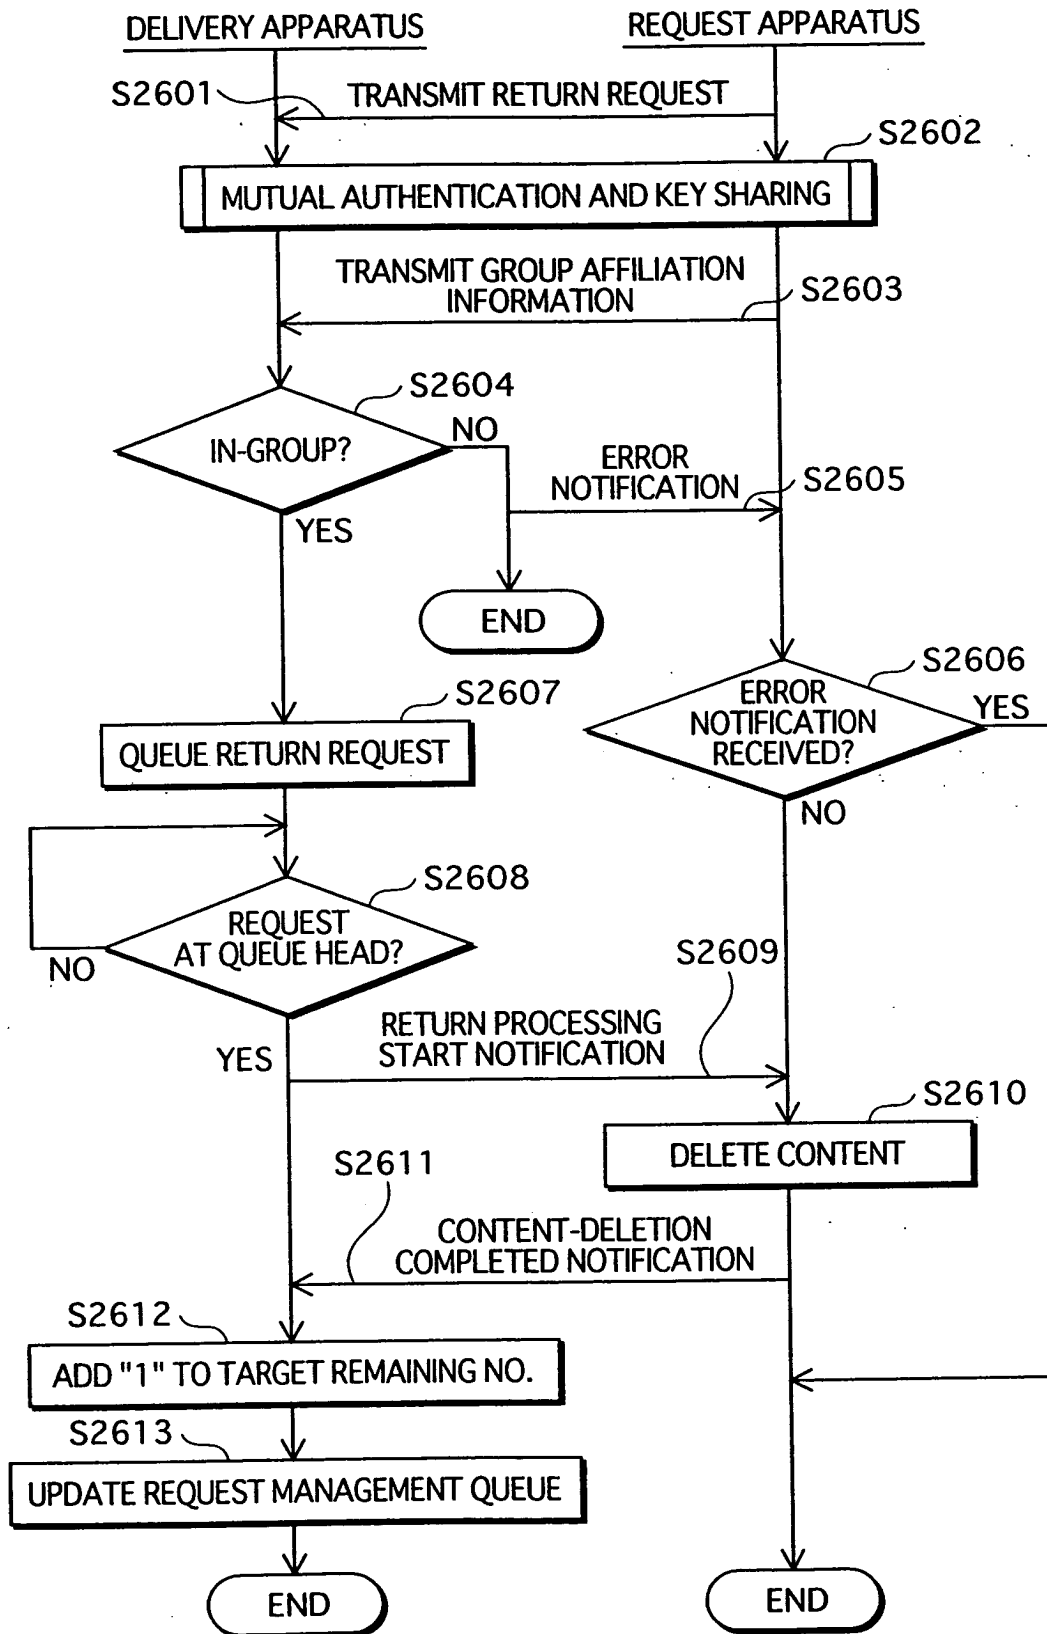 DELIVERY APPARATUS
REQUEST APPARATUS
S2601
TRANSMIT RETURN REQUEST
S2602
MUTUAL AUTHENTICATION AND KEY SHARING
TRANSMIT GROUP AFFILIATION
INFORMATION
S2603
S2604
IN-GROUP?
NO
YES
ERROR
NOTIFICATION
S2605
END
S2606
ERROR
NOTIFICATION
RECEIVED?
YES
NO
S2607
QUEUE RETURN REQUEST
S2608
REQUEST
AT QUEUE HEAD?
NO
YES
S2609
RETURN PROCESSING
START NOTIFICATION
S2610
DELETE CONTENT
S2611
CONTENT-DELETION
COMPLETED NOTIFICATION
S2612
ADD "1" TO TARGET REMAINING NO.
S2613
UPDATE REQUEST MANAGEMENT QUEUE
END
END